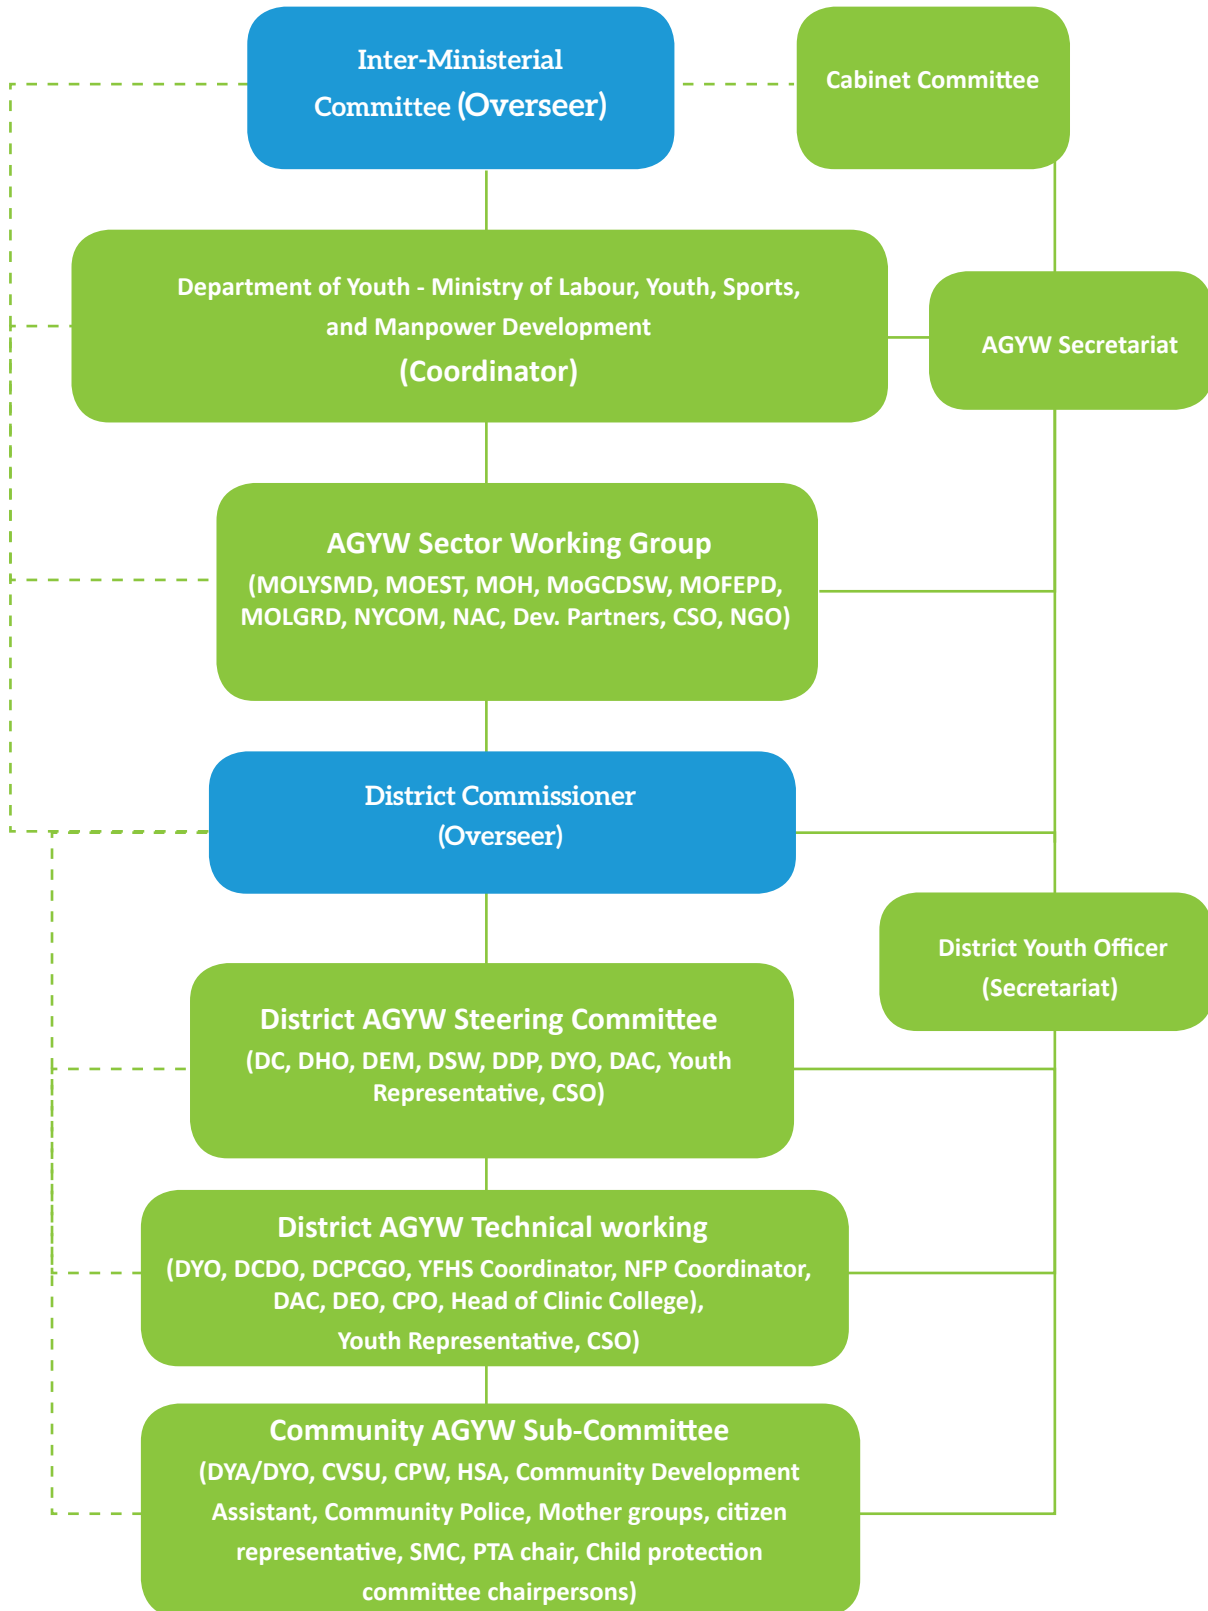 Inter-Ministerial
Committee (Overseer)
Cabinet Committee
Department of Youth - Ministry of Labour, Youth, Sports,
and Manpower Development
(Coordinator)
AGYW Secretariat
AGYW Sector Working Group
(MOLYSMD, MOEST, MOH, MoGCDSW, MOFEPD,
MOLGRD, NYCOM, NAC, Dev. Partners, CSO, NGO)
District Commissioner
(Overseer)
District Youth Officer
(Secretariat)
District AGYW Steering Committee
(DC, DHO, DEM, DSW, DDP, DYO, DAC, Youth
Representative, CSO)
District AGYW Technical working
(DYO, DCDO, DCPCGO, YFHS Coordinator, NFP Coordinator,
DAC, DEO, CPO, Head of Clinic College),
Youth Representative, CSO)
Community AGYW Sub-Committee
(DYA/DYO, CVSU, CPW, HSA, Community Development
Assistant, Community Police, Mother groups, citizen
representative, SMC, PTA chair, Child protection
committee chairpersons)